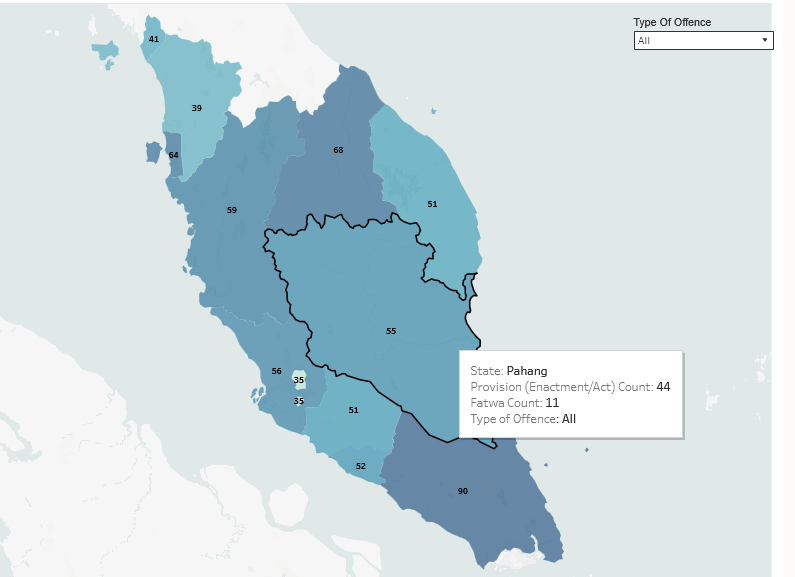 Type Of Offence
All
41
39
64
68
59
51
55
56
35
35
51
52
90
State: Pahang
Provision (Enactment/Act) Count: 44
Fatwa Count: 11
Type of Offence: All